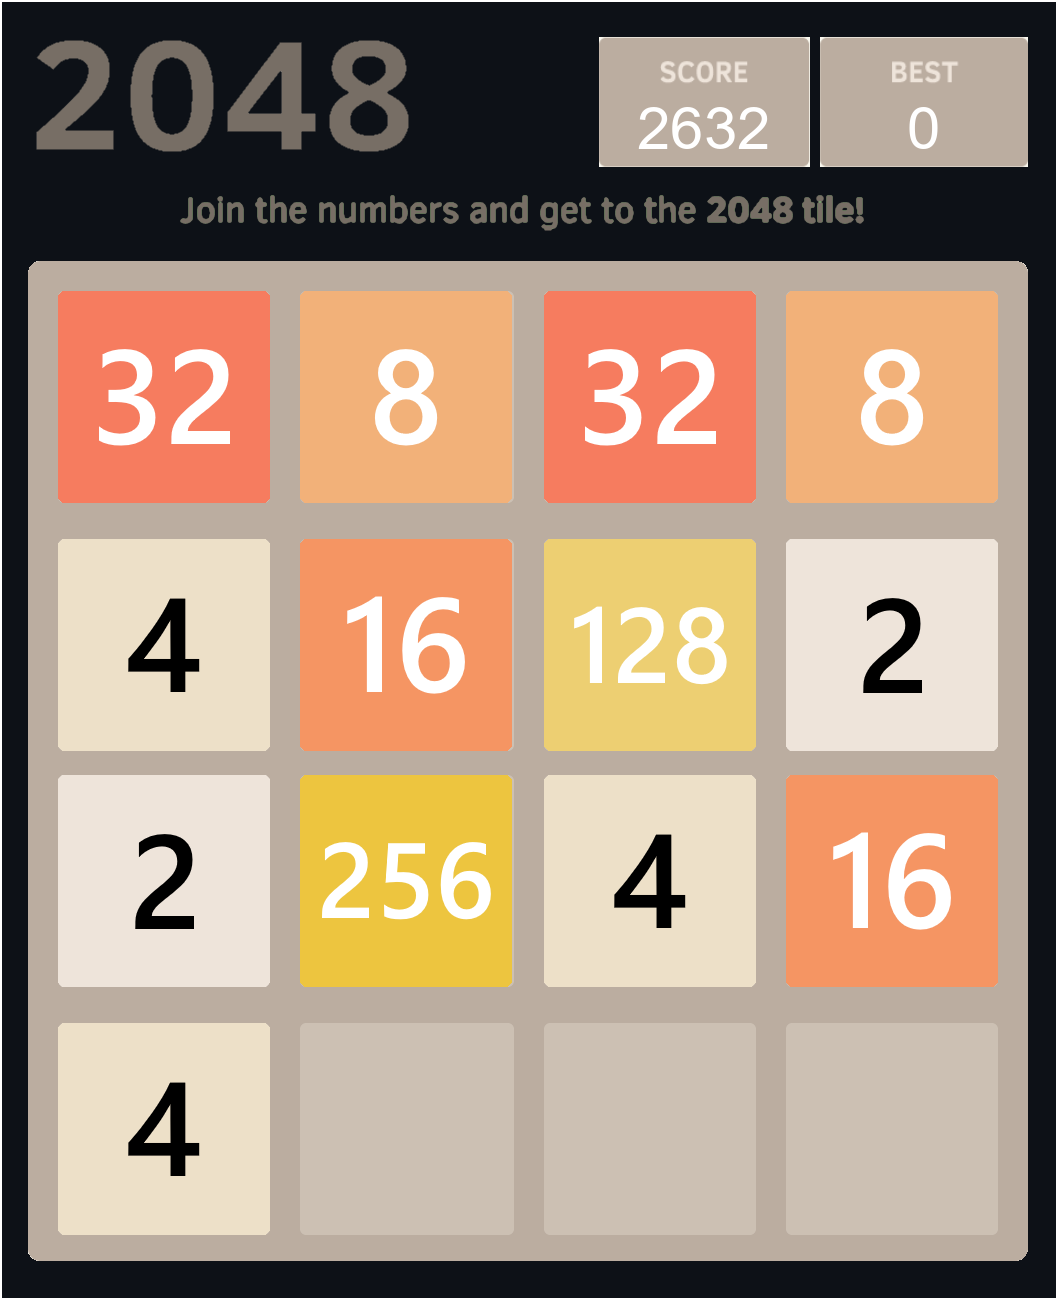 2048
SCORE BEST
2632 0
Join the numbers and get to the 2048 tile!
32 8 32 8
4 16 128 2
2 256 4 16
4